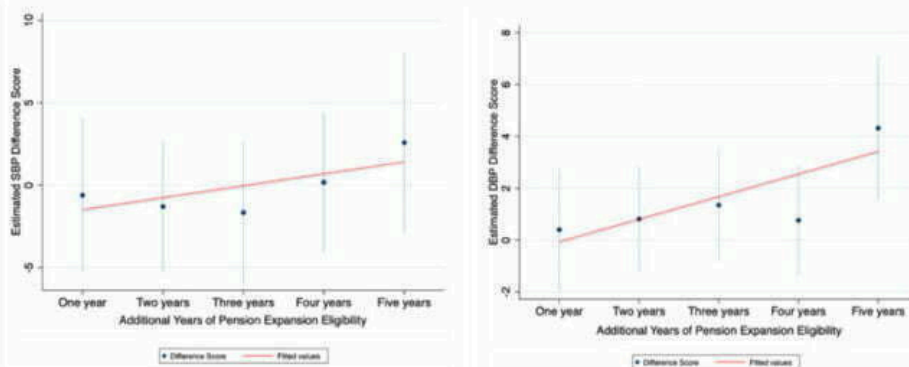 Estimated SBP Difference Score
10
5
0
-5
One year Two years Three years Four years Five years
Additional Years of Pension Expansion Eligibility
Difference Score Fitted values
Estimated DBP Difference Score
8
6
4
2
0
-2
One year Two years Three years Four years Five years
Additional Years of Pension Expansion Eligibility
Difference Score Fitted values